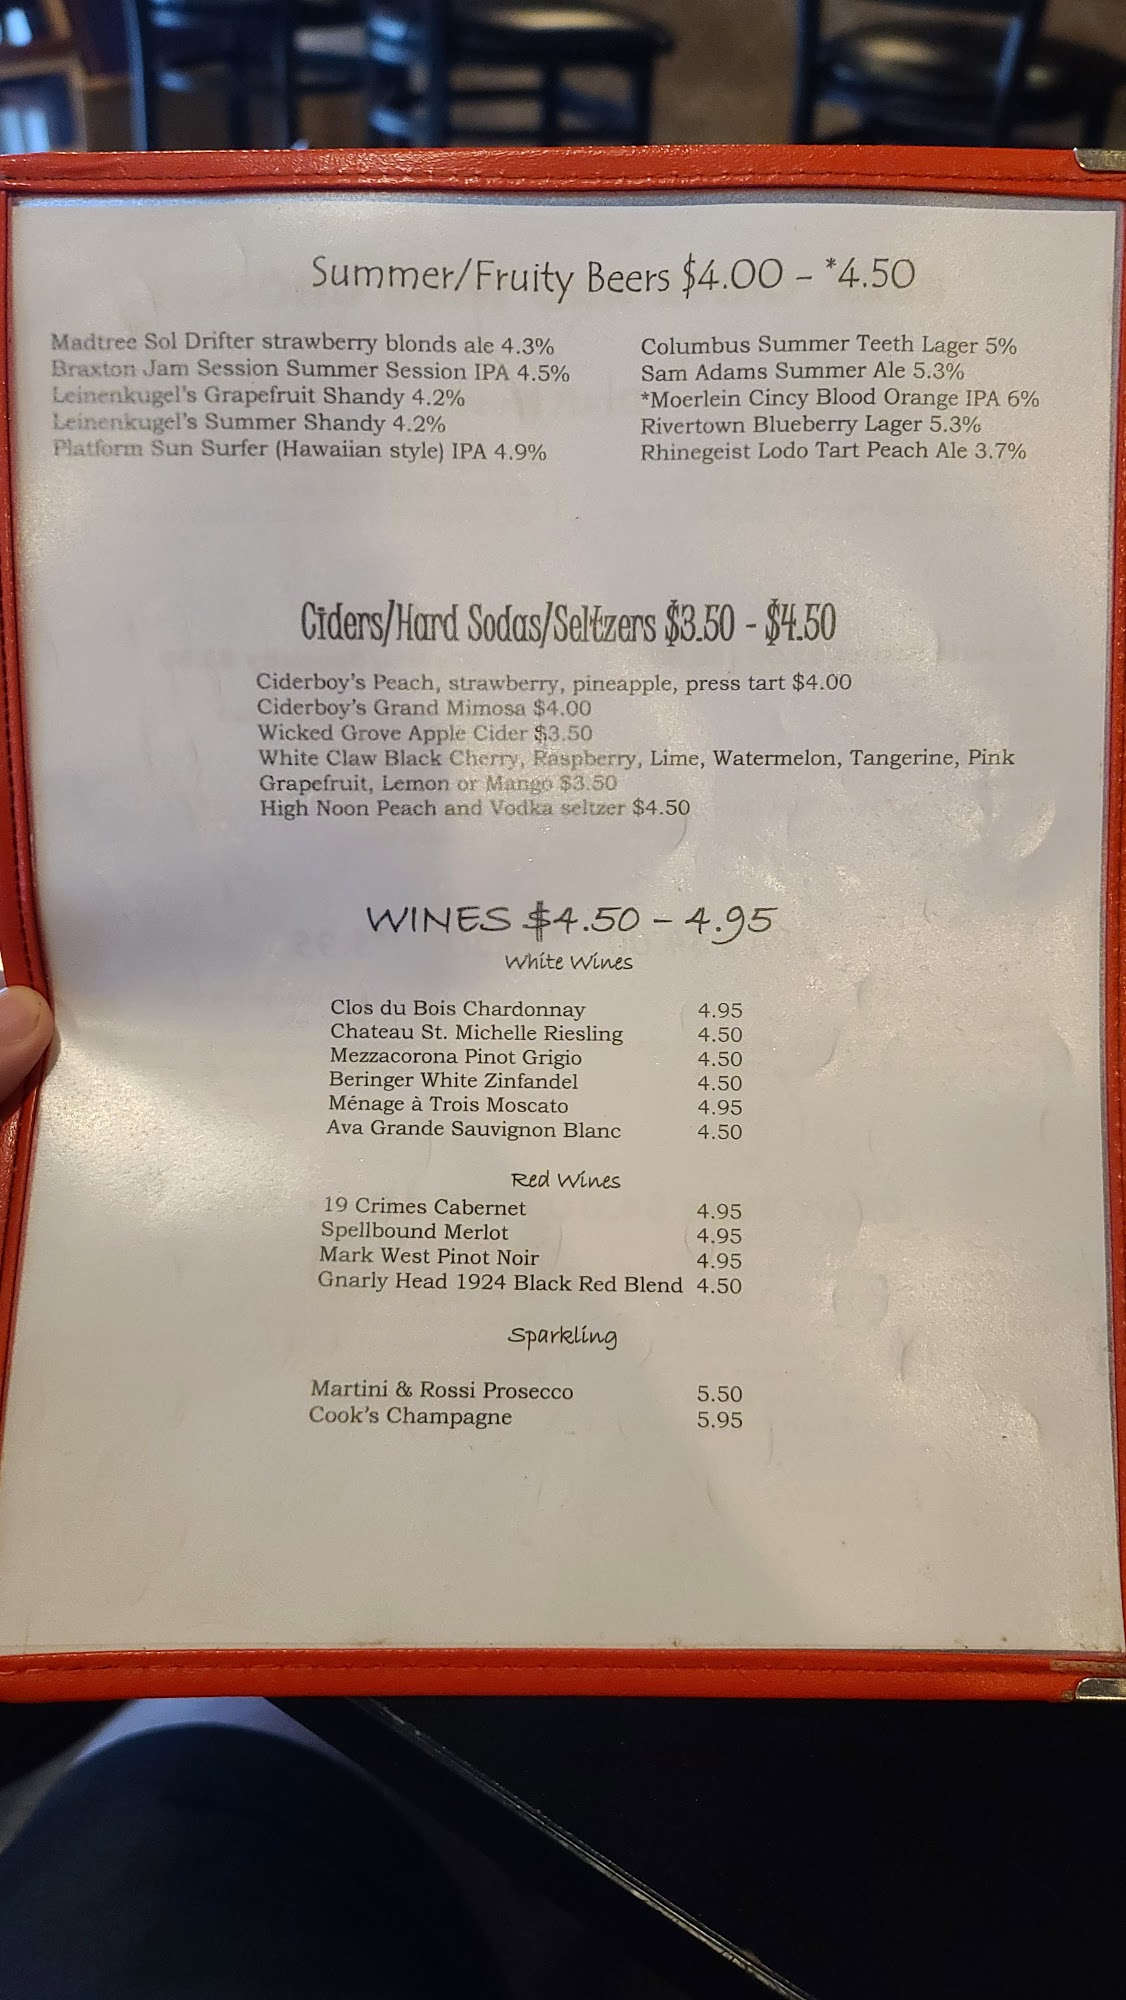 Summer/Fruity Beers $4.00 – *4.50
Madtree Sol Drifter strawberry blonds ale 4.3%
Braxton Jam Session Summer Session IPA 4.5%
Leinenkugel's Grapefruit Shandy 4.2%
Leinenkugel's Summer Shandy 4.2%
Platform Sun Surfer (Hawaiian style) IPA 4.9%
Columbus Summer Teeth Lager 5%
Sam Adams Summer Ale 5.3%
*Moerlein Cincy Blood Orange IPA 6%
Rivertown Blueberry Lager 5.3%
Rhinegeist Lodo Tart Peach Ale 3.7%
Ciders/Hard Sodas/Seltzers $3.50 - $4.50
Ciderboy's Peach, strawberry, pineapple, press tart $4.00
Ciderboy's Grand Mimosa $4.00
Wicked Grove Apple Cider $3.50
White Claw Black Cherry, Raspberry, Lime, Watermelon, Tangerine, Pink
Grapefruit, Lemon or Mango $3.50
High Noon Peach and Vodka seltzer $4.50
WINES $4.50 – 4.95
White Wines
Clos du Bois Chardonnay 4.95
Chateau St. Michelle Riesling 4.50
Mezzacorona Pinot Grigio 4.50
Beringer White Zinfandel 4.50
Ménage à Trois Moscato 4.95
Ava Grande Sauvignon Blanc 4.50
Red Wines
19 Crimes Cabernet 4.95
Spellbound Merlot 4.95
Mark West Pinot Noir 4.95
Gnarly Head 1924 Black Red Blend 4.50
Sparkling
Martini & Rossi Prosecco 5.50
Cook's Champagne 5.95